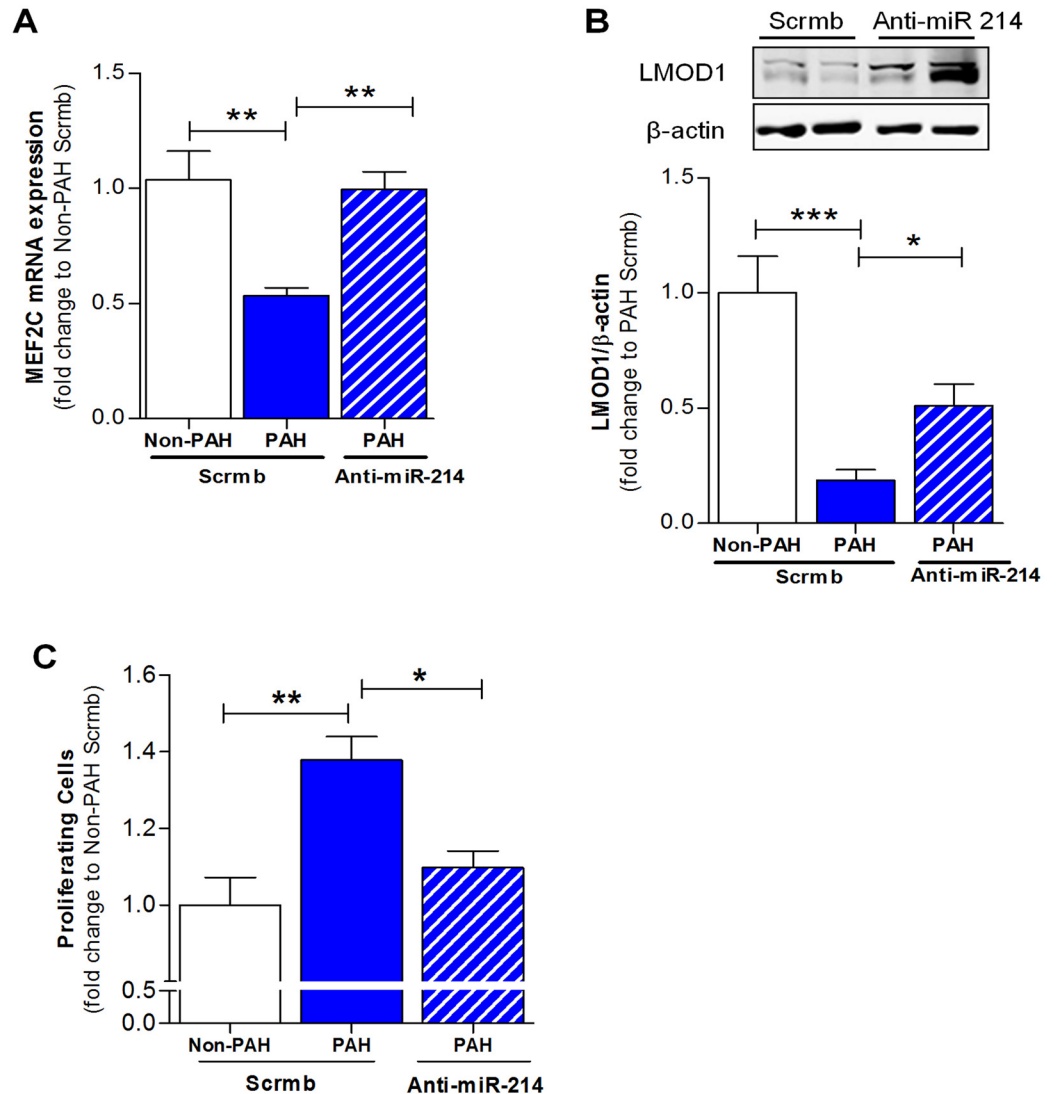 A
MEF2C mRNA expression
(fold change to Non-PAH Scrmb)
1.5
1.0
0.5
0.0
**
**
Non-PAH PAH PAH
Scrmb Anti-miR-214
B
Scrmb Anti-miR 214
LMOD1
β-actin
LMOD1/β-actin
(fold change to PAH Scrmb)
1.5
1.0
0.5
0.0
***
*
Non-PAH PAH PAH
Scrmb Anti-miR-214
C
Proliferating Cells
(fold change to Non-PAH Scrmb)
1.6
1.4
1.2
1.0
0.5
0.0
**
*
Non-PAH PAH PAH
Scrmb Anti-miR-214